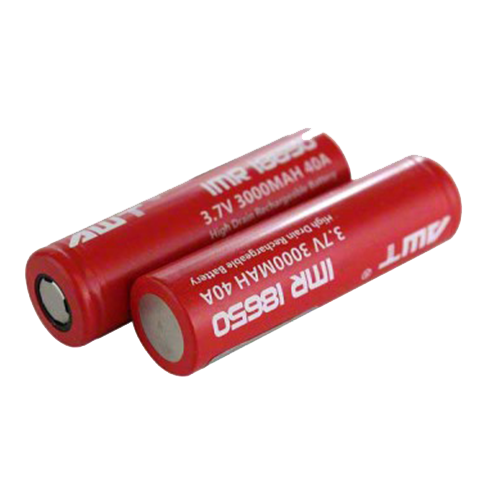 AWT
IMR 18650
3.7V 3000MAH 40A
High Drain Rechargeable Battery
AWT ®
IMR 18650
3.7V 3000MAH 40A
High Drain Rechargeable Battery